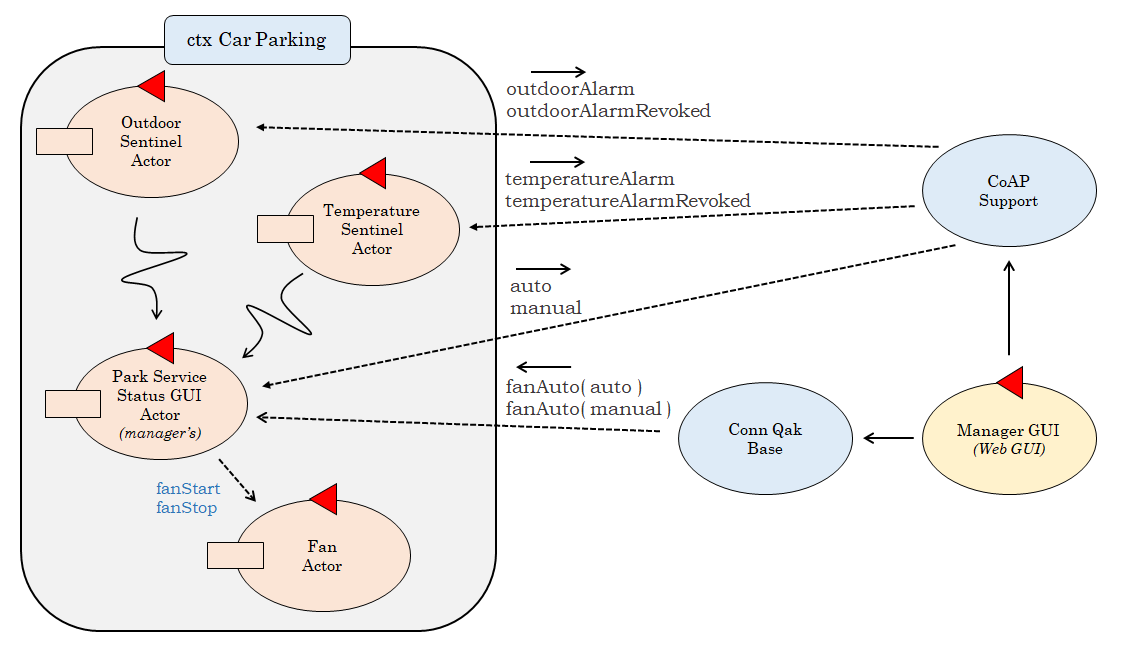 ctx Car Parking
Outdoor
Sentinel
Actor
Temperature
Sentinel
Actor
Park Service
Status GUI
Actor
(manager's)
fanStart
fanStop
Fan
Actor
outdoorAlarm
outdoorAlarmRevoked
temperatureAlarm
temperatureAlarmRevoked
auto
manual
fanAuto( auto )
fanAuto( manual )
CoAP
Support
Conn Qak
Base
Manager GUI
(Web GUI)